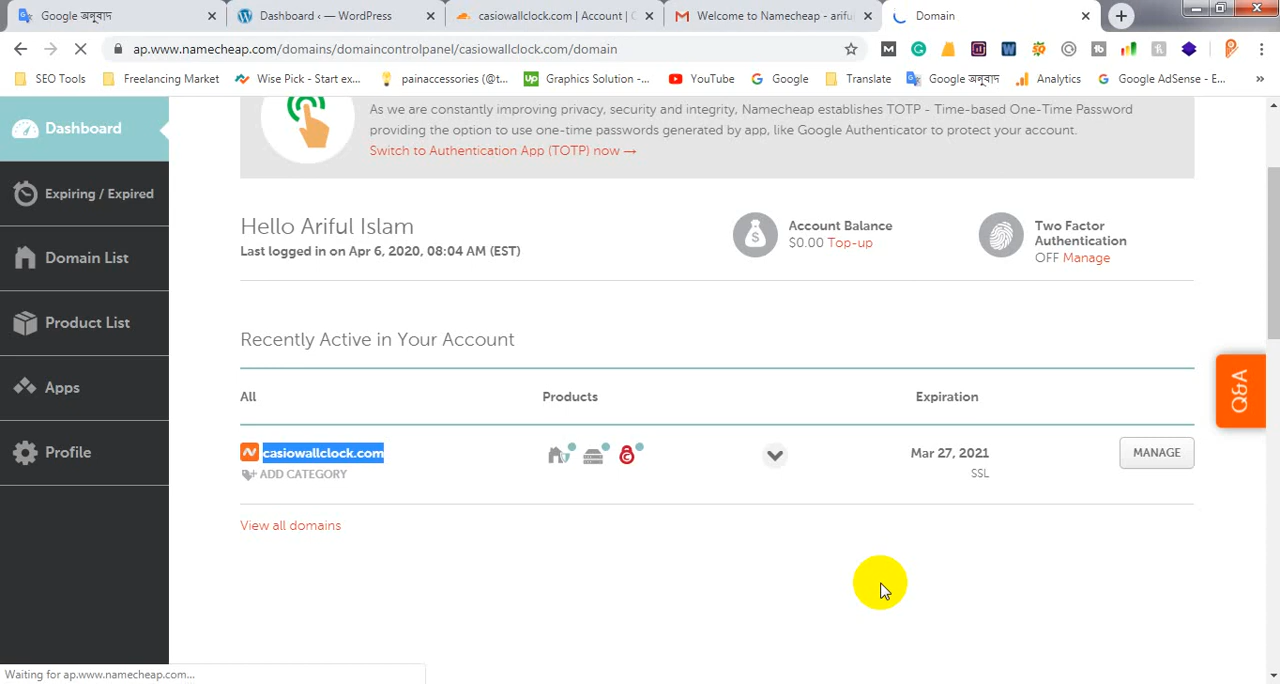 Google অনুবাদ
Dashboard ‹ — WordPress
casiowallclock.com | Account | C
Welcome to Namecheap - ariful
Domain
ap.www.namecheap.com/domains/domaincontrolpanel/casiowallclock.com/domain
SEO Tools
Freelancing Market
Wise Pick - Start ex...
painaccessories (@t...
Graphics Solution -...
YouTube
Google
Translate
Google অনুবাদ
Analytics
Google AdSense - E...
»
Dashboard
Expiring / Expired
Domain List
Product List
Apps
Profile
As we are constantly improving privacy, security and integrity, Namecheap establishes TOTP - Time-based One-Time Password
providing the option to use one-time passwords generated by app, like Google Authenticator to protect your account.
Switch to Authentication App (TOTP) now →
Hello Ariful Islam
Last logged in on Apr 6, 2020, 08:04 AM (EST)
Account Balance
$0.00 Top-up
Two Factor
Authentication
OFF Manage
Recently Active in Your Account
All
Products
Expiration
casiowallclock.com
ADD CATEGORY
Mar 27, 2021
SSL
MANAGE
View all domains
Q&A
Waiting for ap.www.namecheap.com...